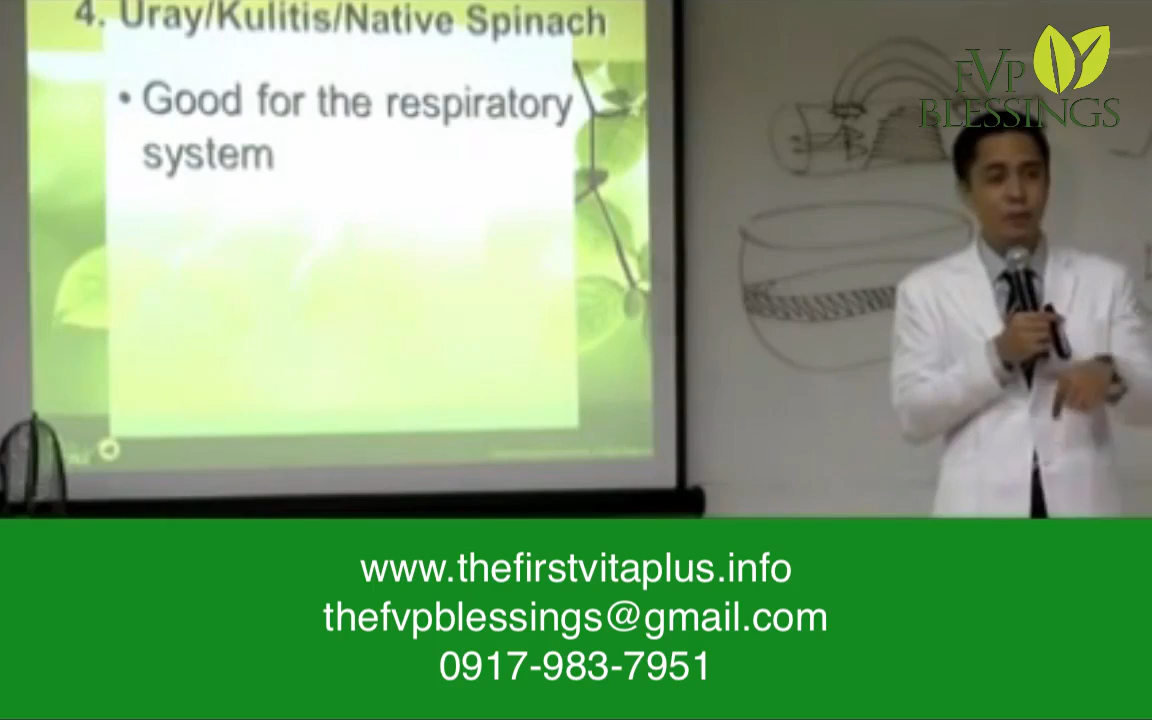 4. Uray/Kulitis/Native Spinach
• Good for the respiratory
system
FVP
BLESSINGS
www.thefirstvitaplus.info
thefvpblessings@gmail.com
0917-983-7951